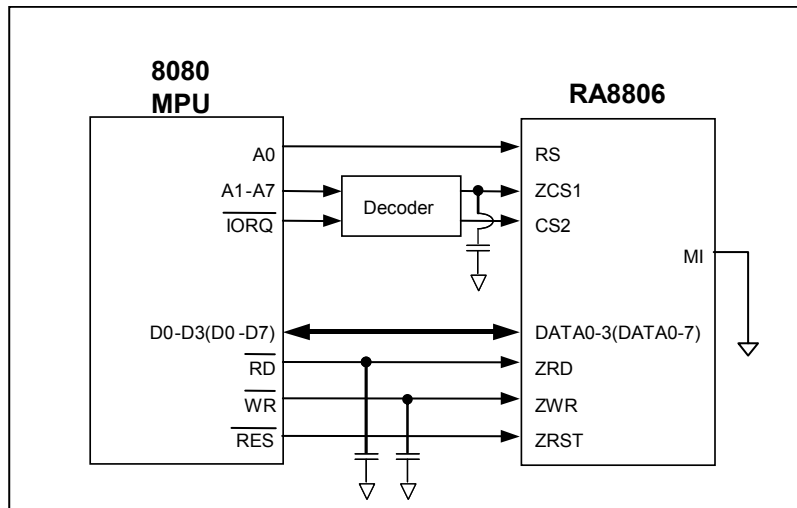 8080
MPU
RA8806
A0
RS
A1-A7
Decoder
ZCS1
IORQ
CS2
MI
D0-D3(D0-D7)
DATA0-3(DATA0-7)
RD
ZRD
WR
ZWR
RES
ZRST